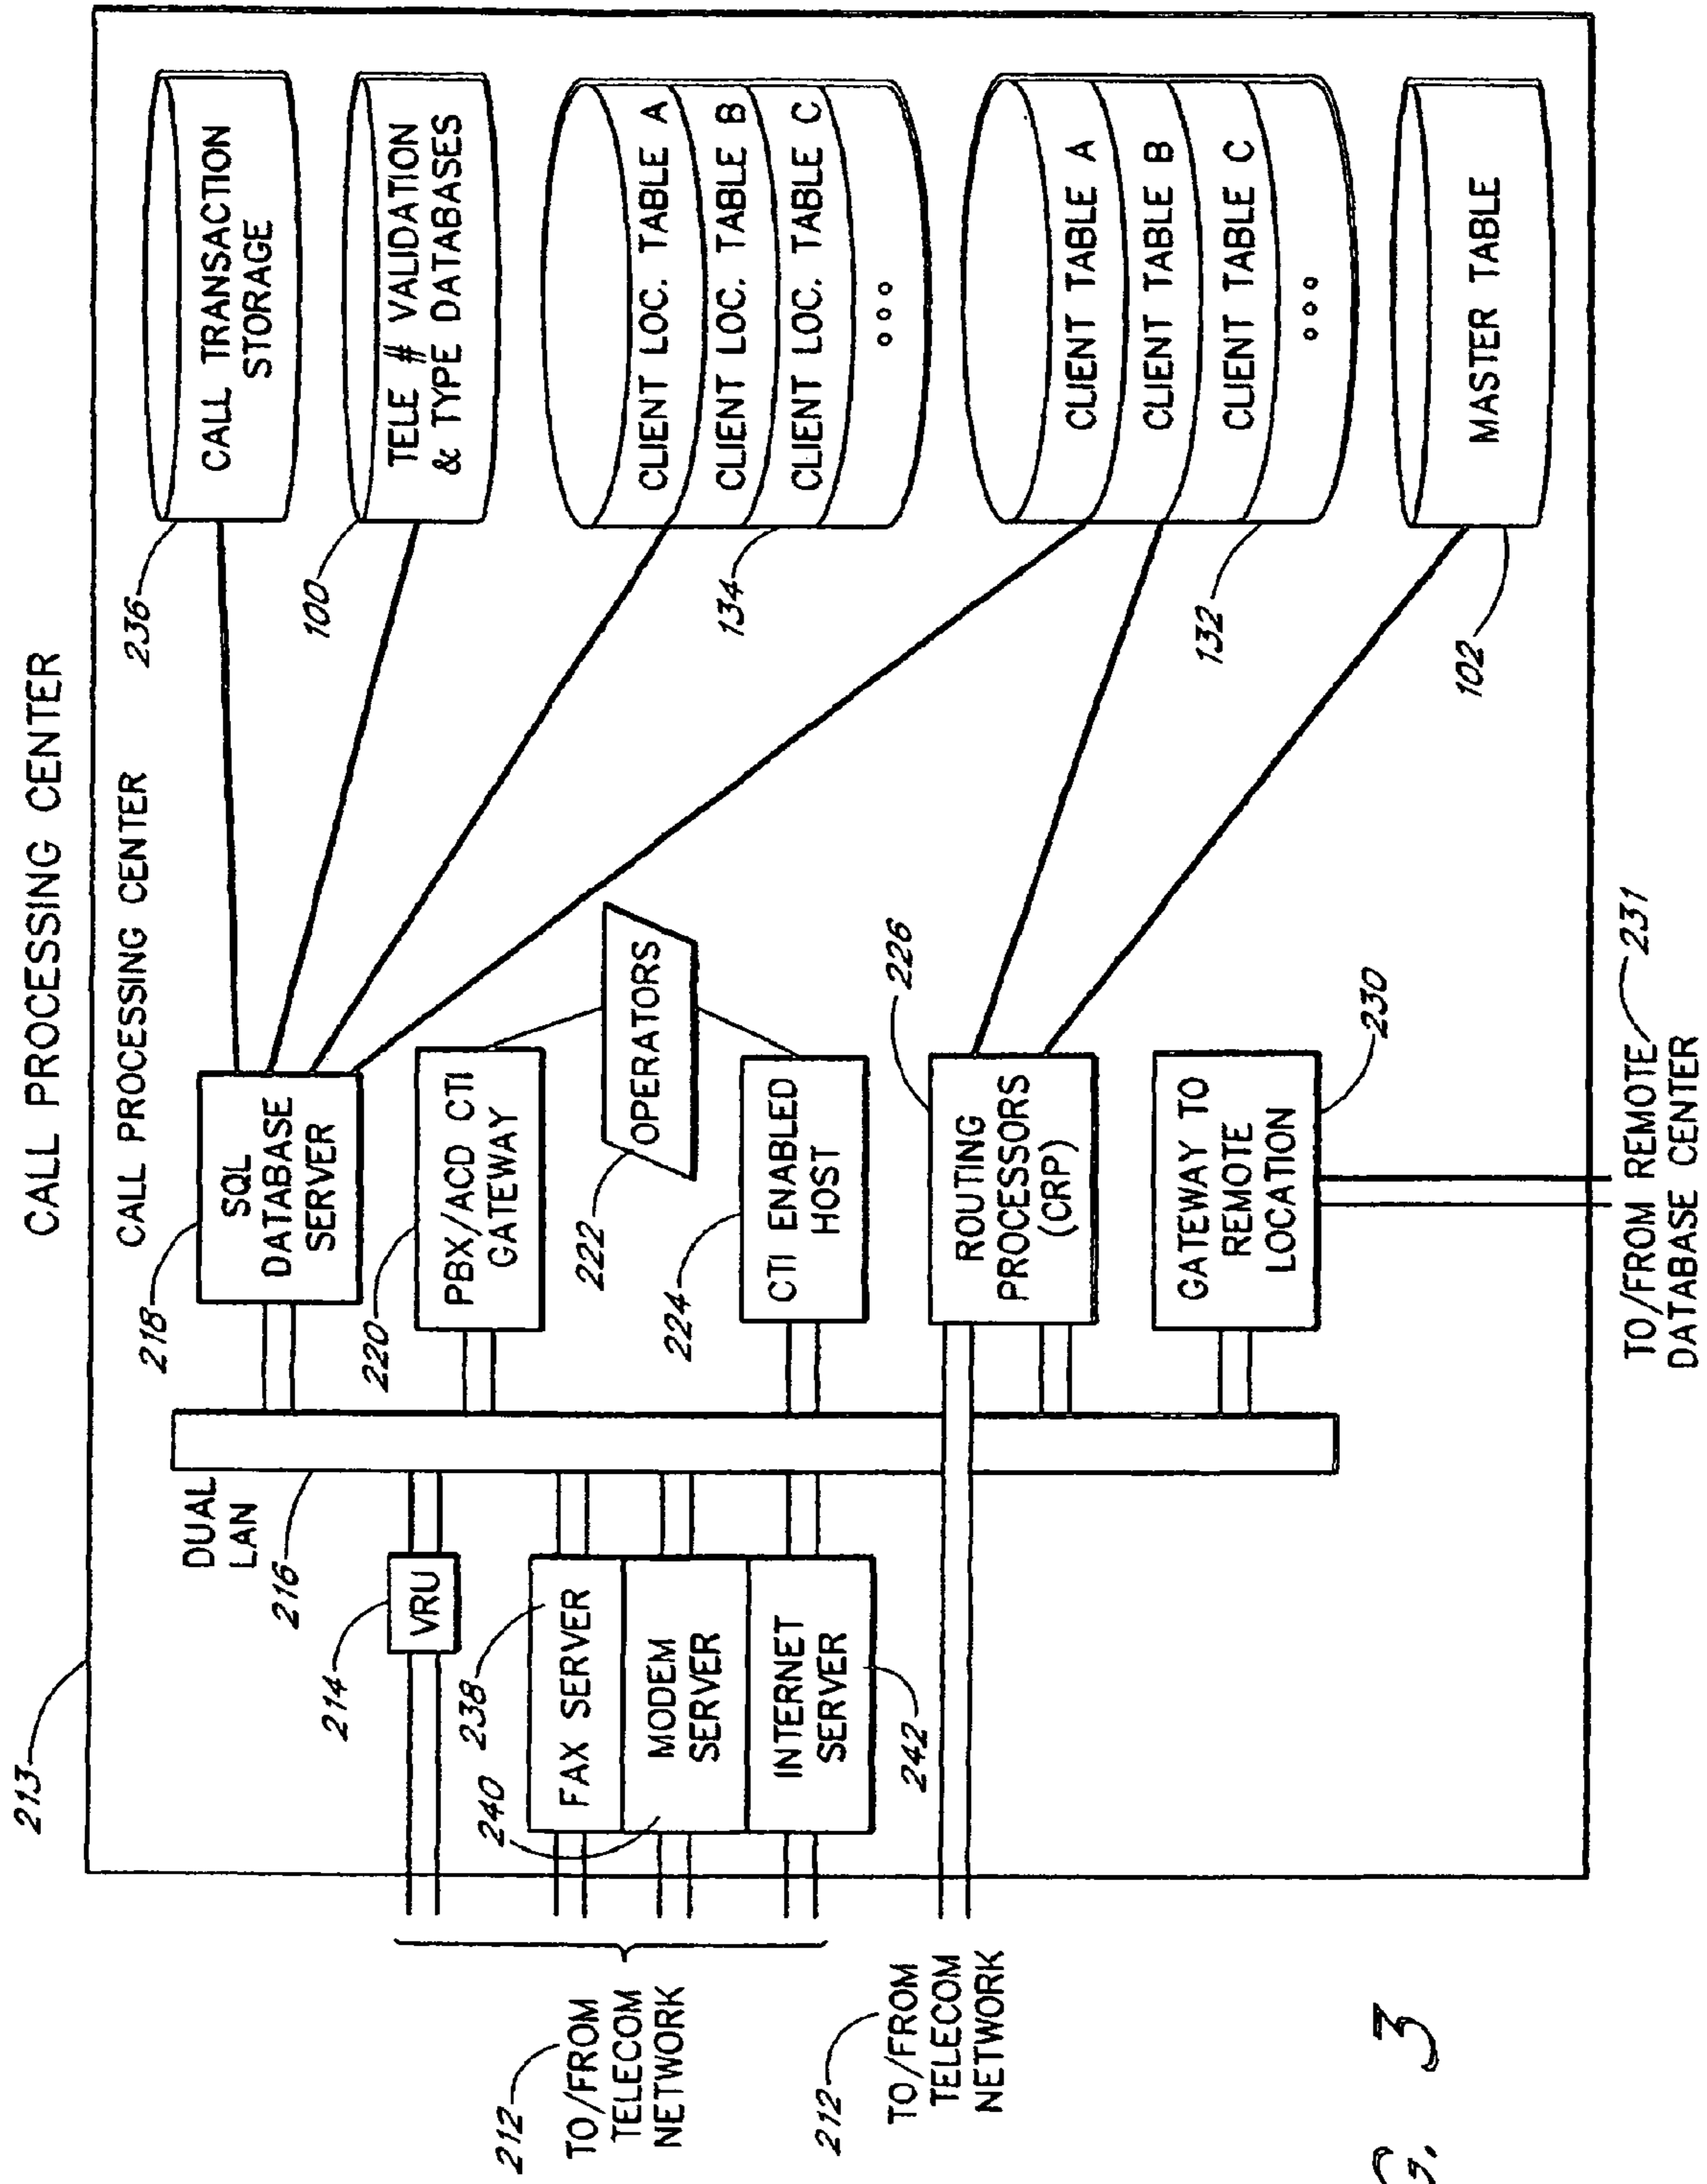 CALL PROCESSING CENTER
213
CALL PROCESSING CENTER
DUAL
LAN
216
218
SQL
DATABASE
SERVER
236
CALL TRANSACTION
STORAGE
214
VRU
220
PBX/ACD CTI
GATEWAY
100
TELE # VALIDATION
& TYPE DATABASES
222
OPERATORS
212
TO/FROM
TELECOM
NETWORK
238
FAX SERVER
240
MODEM
SERVER
INTERNET
SERVER
242
224
CTI ENABLED
HOST
134
CLIENT LOC. TABLE A
CLIENT LOC. TABLE B
CLIENT LOC. TABLE C
212
TO/FROM
TELECOM
NETWORK
226
ROUTING
PROCESSORS
(CRP)
132
CLIENT TABLE A
CLIENT TABLE B
CLIENT TABLE C
230
GATEWAY TO
REMOTE
LOCATION
102
MASTER TABLE
231
TO/FROM REMOTE
DATABASE CENTER
G. 3